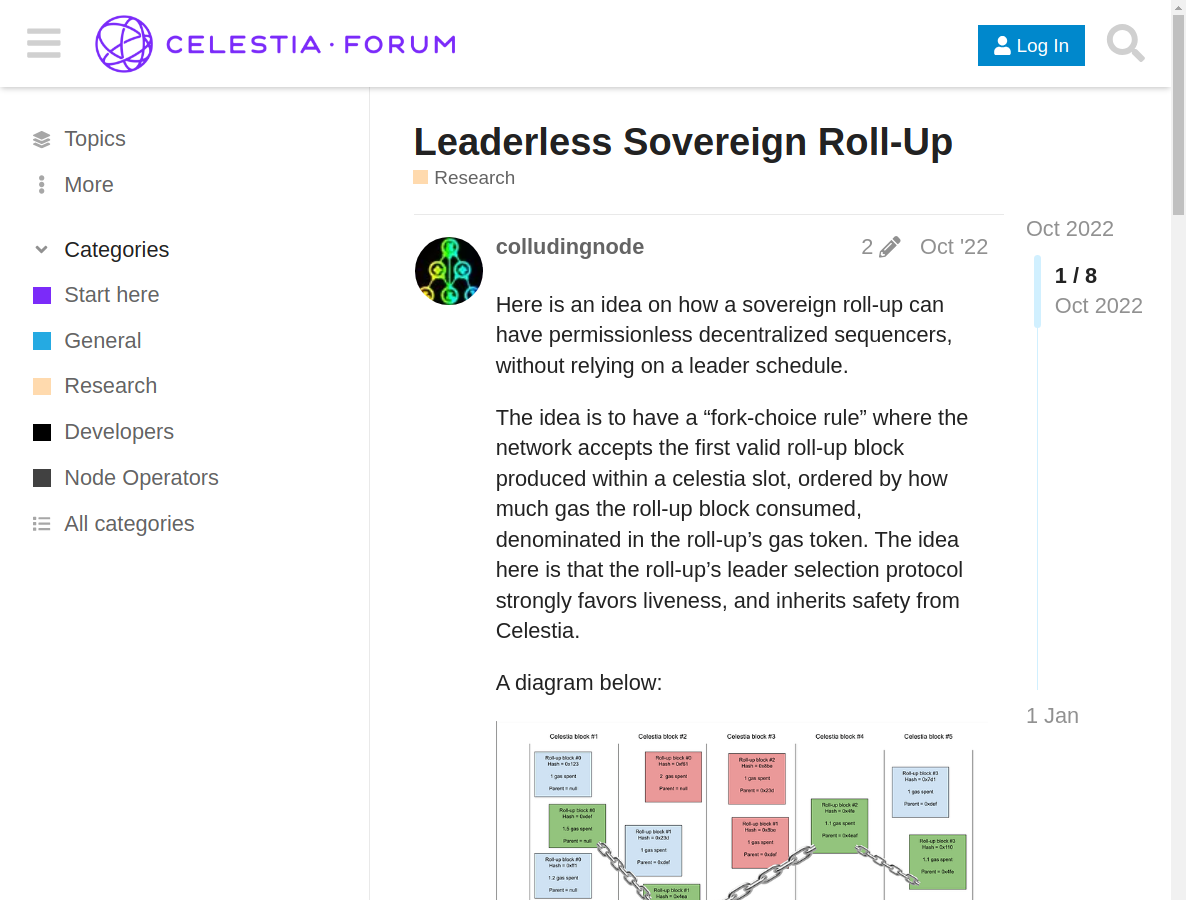 CELESTIA · FORUM
Log In
Topics
More
Categories
Start here
General
Research
Developers
Node Operators
All categories
Leaderless Sovereign Roll-Up
Research
colludingnode
2
Oct '22
Here is an idea on how a sovereign roll-up can
have permissionless decentralized sequencers,
without relying on a leader schedule.
The idea is to have a “fork-choice rule” where the
network accepts the first valid roll-up block
produced within a celestia slot, ordered by how
much gas the roll-up block consumed,
denominated in the roll-up’s gas token. The idea
here is that the roll-up’s leader selection protocol
strongly favors liveness, and inherits safety from
Celestia.
A diagram below:
Oct 2022
1 / 8
Oct 2022
1 Jan
Celestia block #1
Celestia block #2
Celestia block #3
Celestia block #4
Celestia block #5
Roll-up block #0
Hash = 0x123
1 gas spent
Parent = null
Roll-up block #0
Hash = 0xdef
1.5 gas spent
Parent = null
Roll-up block #0
Hash = 0xff1
1.2 gas spent
Parent = null
Roll-up block #0
2 gas spent
Parent = null
Roll-up block #1
Hash = 0x23d
1 gas spent
Parent = 0xdef
Roll-up block #1
Hash = 0x4ea
Roll-up block #2
1 gas spent
Parent = 0x23d
Roll-up block #1
1 gas spent
Parent = 0xdef
Roll-up block #2
Hash = 0x4fe
1.1 gas spent
Roll-up block #3
Hash = 0x7d1
1 gas spent
Parent = 0xdef
Roll-up block #3
Hash = 0x110
1.1 gas spent
Parent = 0x4fe